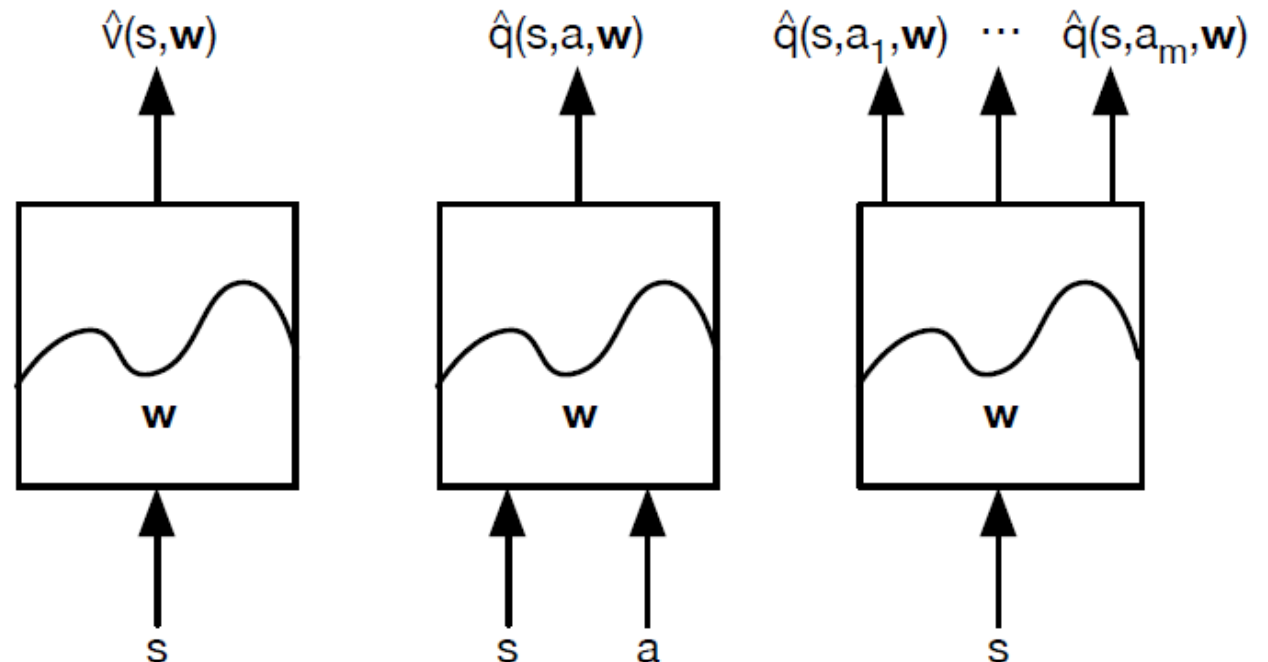 v̂(s,w) q̂(s,a,w) q̂(s,a₁,w) ··· q̂(s,aₘ,w)
w w w
s s a s